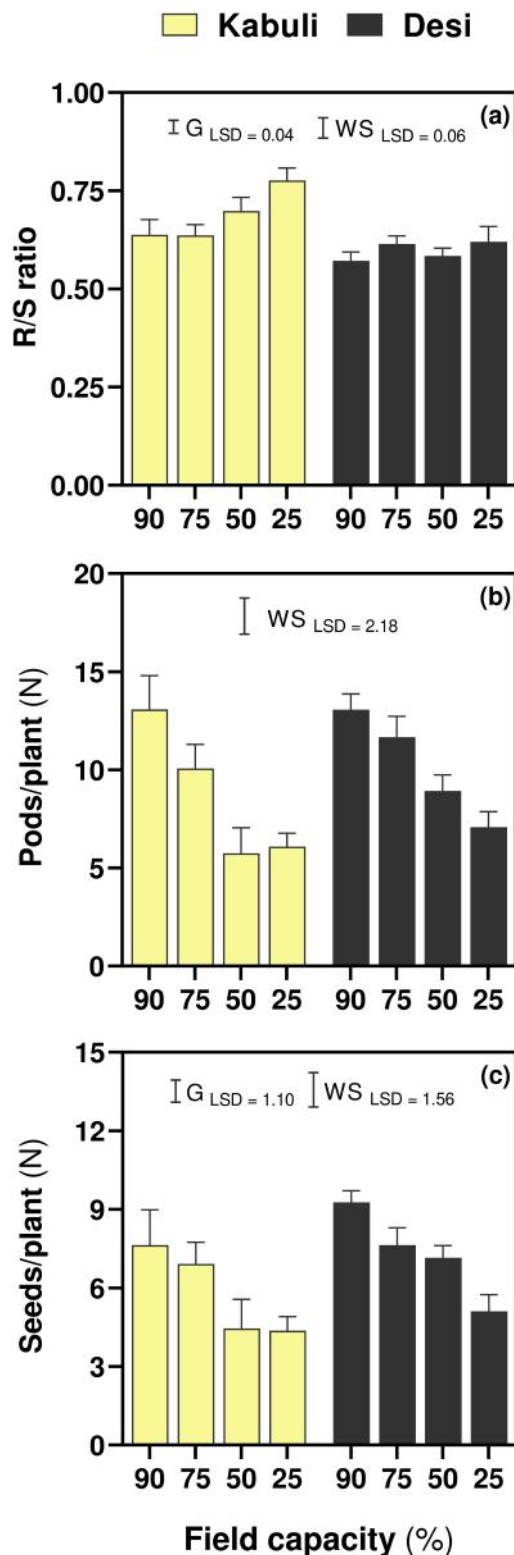 Kabuli Desi
(a)
G LSD = 0.04 WS LSD = 0.06
R/S ratio
1.00
0.75
0.50
0.25
0.00
90 75 50 25 90 75 50 25
(b)
WS LSD = 2.18
Pods/plant (N)
20
15
10
5
0
90 75 50 25 90 75 50 25
(c)
G LSD = 1.10 WS LSD = 1.56
Seeds/plant (N)
15
12
9
6
3
0
90 75 50 25 90 75 50 25
Field capacity (%)